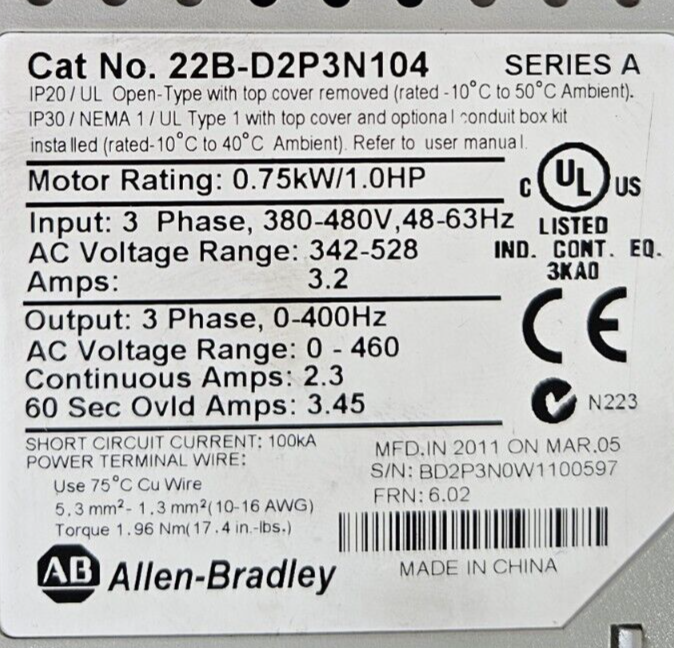 Cat No. 22B-D2P3N104 SERIES A
IP20 / UL Open-Type with top cover removed (rated -10°C to 50°C Ambient).
IP30 / NEMA 1 / UL Type 1 with top cover and optional conduit box kit
installed (rated-10°C to 40°C Ambient). Refer to user manual.
Motor Rating: 0.75kW/1.0HP
C UL US
LISTED
IND. CONT. EQ.
3KA0
Input: 3 Phase, 380-480V,48-63Hz
AC Voltage Range: 342-528
Amps: 3.2
CE
Output: 3 Phase, 0-400Hz
AC Voltage Range: 0 - 460
Continuous Amps: 2.3
60 Sec Ovld Amps: 3.45
N223
SHORT CIRCUIT CURRENT: 100kA
POWER TERMINAL WIRE:
Use 75°C Cu Wire
5.3 mm²- 1.3 mm²(10-16 AWG)
Torque 1.96 Nm(17.4 in.-lbs.)
MFD.IN 2011 ON MAR.05
S/N: BD2P3N0W1100597
FRN: 6.02
MADE IN CHINA
AB Allen-Bradley